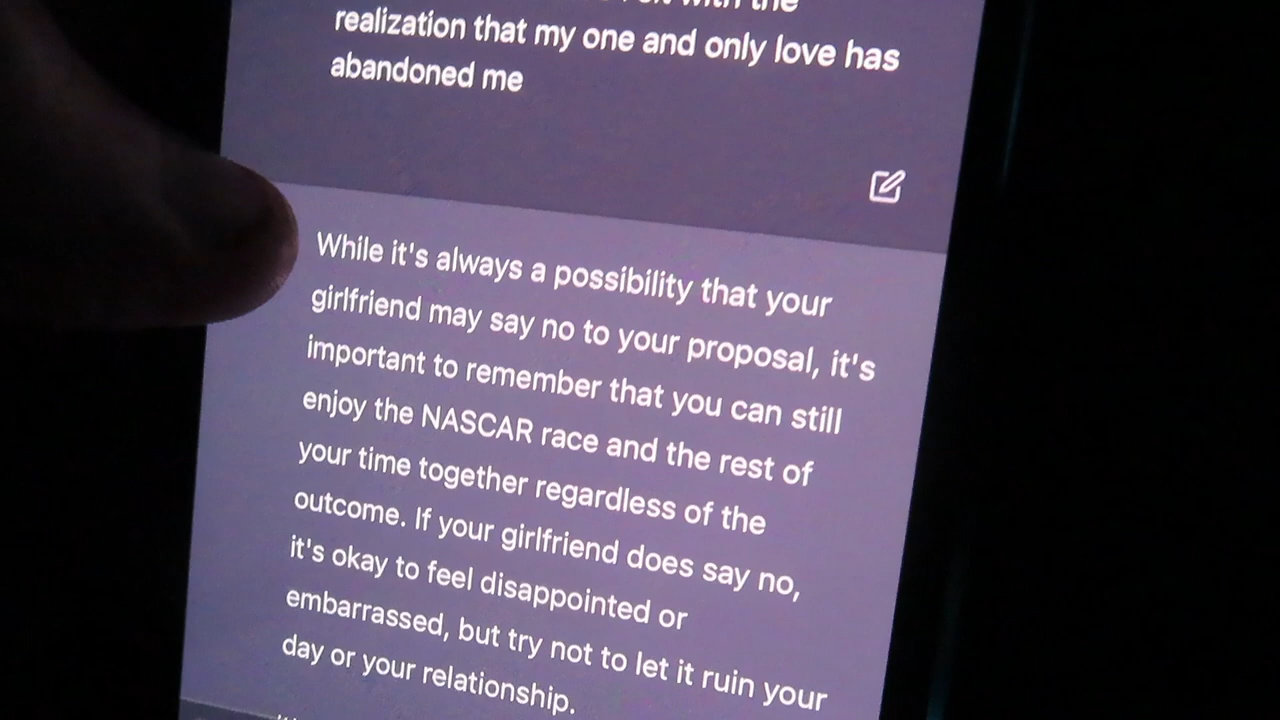 with the
realization that my one and only love has
abandoned me
While it's always a possibility that your
girlfriend may say no to your proposal, it's
important to remember that you can still
enjoy the NASCAR race and the rest of
your time together regardless of the
outcome. If your girlfriend does say no,
it's okay to feel disappointed or
embarrassed, but try not to let it ruin your
day or your relationship.